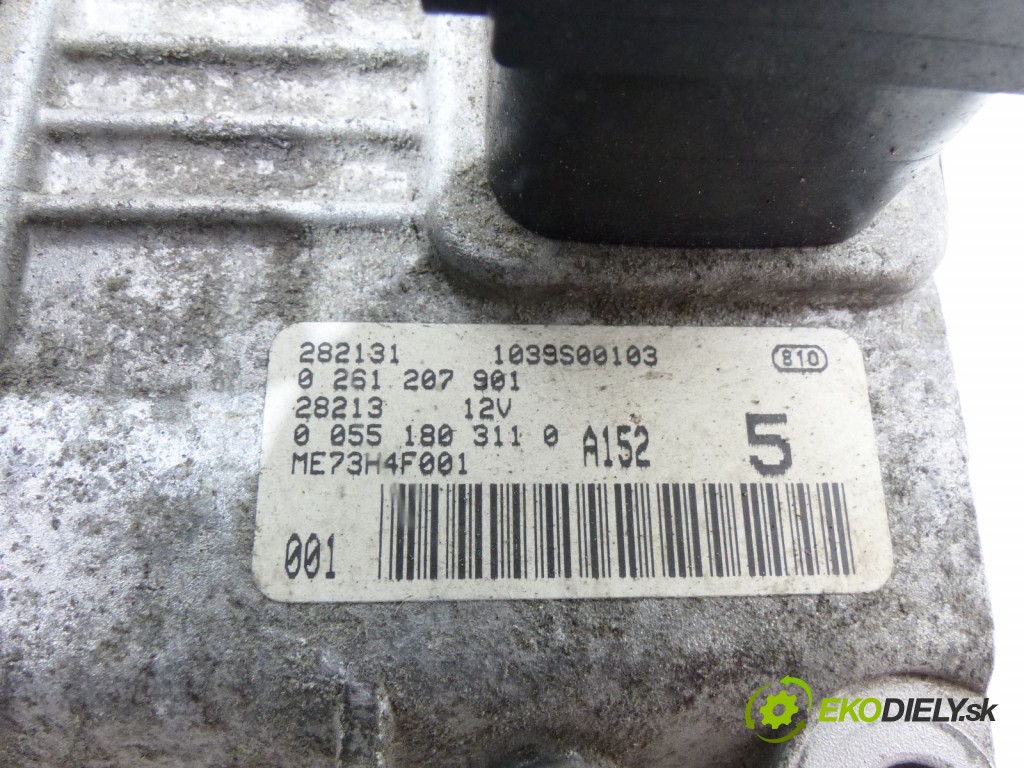 282131 1039S00103 810
0 261 207 901
28213 12V
0 055 180 311 0 A152 5
ME73H4F001
001
EKODIELY.sk